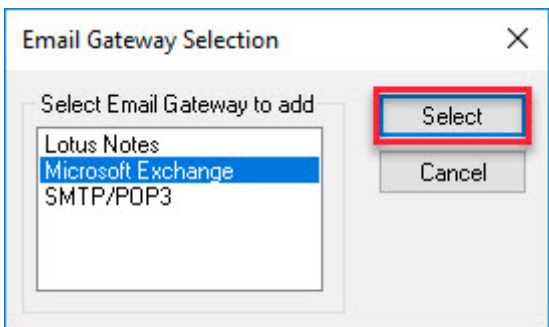 Email Gateway Selection
Select Email Gateway to add
Lotus Notes
Microsoft Exchange
SMTP/POP3
Select
Cancel